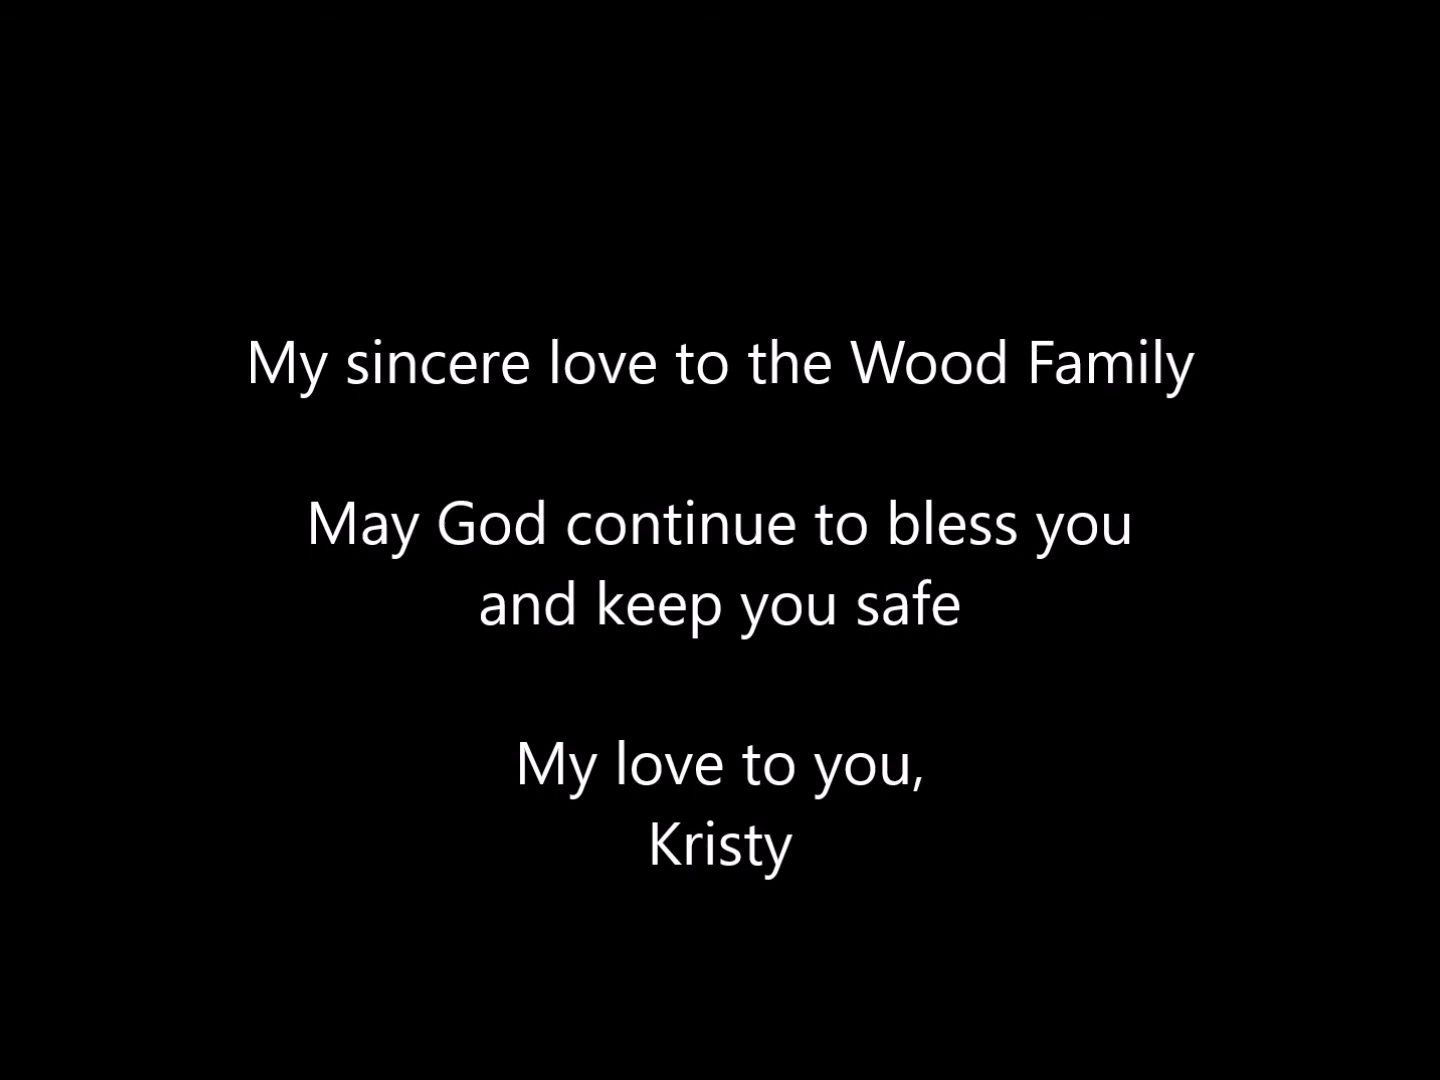 My sincere love to the Wood Family
May God continue to bless you
and keep you safe
My love to you,
Kristy